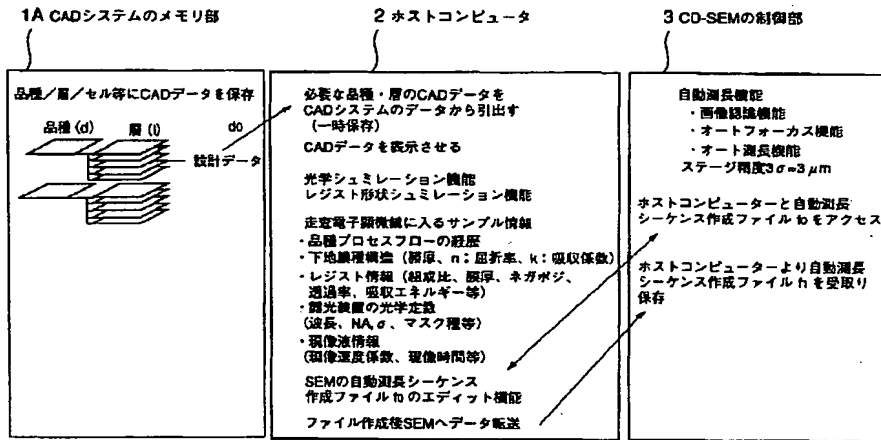 1A CADシステムのメモリ部
2 ホストコンピュータ
3 CD-SEMの制御部
品種/層/セル等にCADデータを保存
品種(d) 層(l) do
設計データ
必要な品種・層のCADデータを
CADシステムのデータから引出す
(一時保存)
CADデータを表示させる
光学シュミレーション機能
レジスト形状シュミレーション機能
走査電子顕微鏡に入るサンプル情報
・品種プロセスフローの経歴
・下地膜種構造(膜厚、n:屈折率、k:吸収係数)
・レジスト情報(組成比、膜厚、ネガポジ、
透過率、吸収エネルギー等)
・露光装置の光学定数
(波長、NA,σ、マスク種等)
・現像液情報
(現像速度係数、現像時間等)
SEMの自動測長シーケンス
作成ファイル foのエディット機能
ファイル作成後SEMへデータ転送
自動測長機能
・画像認識機能
・オートフォーカス機能
・オート測長機能
ステージ精度3σ=3μm
ホストコンピューターと自動測長
シーケンス作成ファイル foをアクセス
ホストコンピューターより自動測長
シーケンス作成ファイル f1を受取り
保存